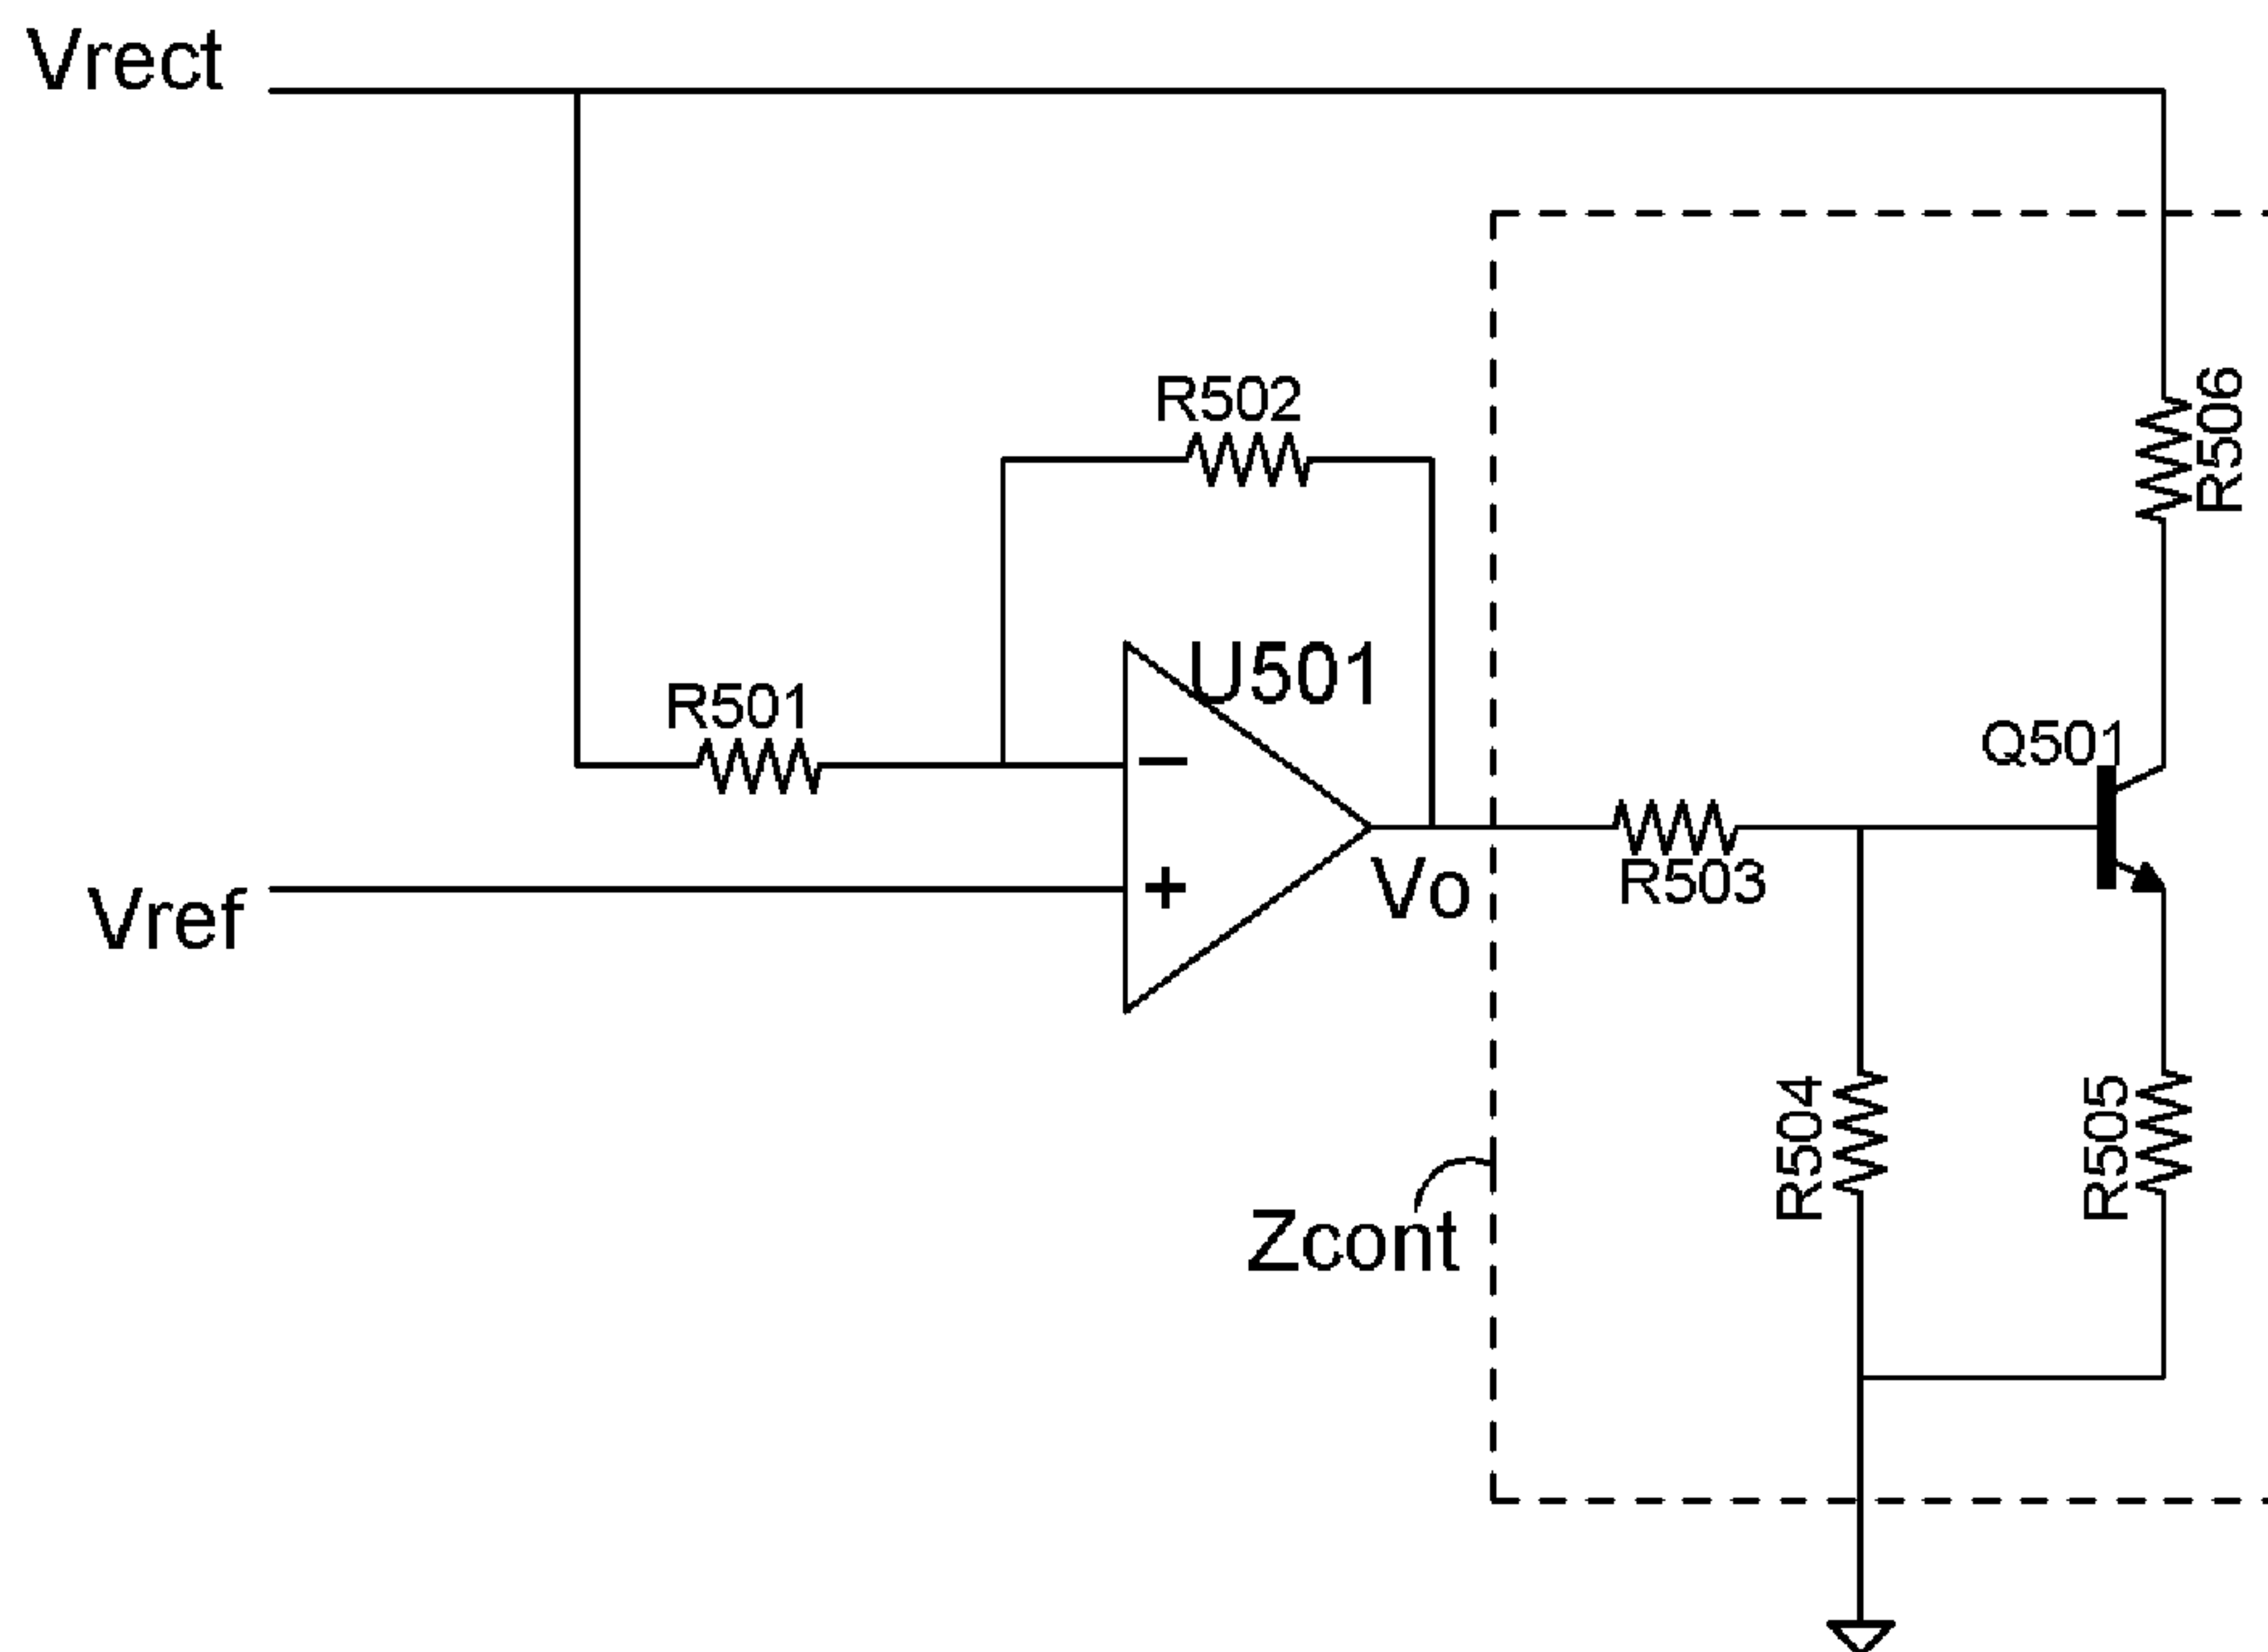 Vrect
R502
R506
U501
R501
Q501
−
+
Vo
R503
Vref
R504
R505
Zcont